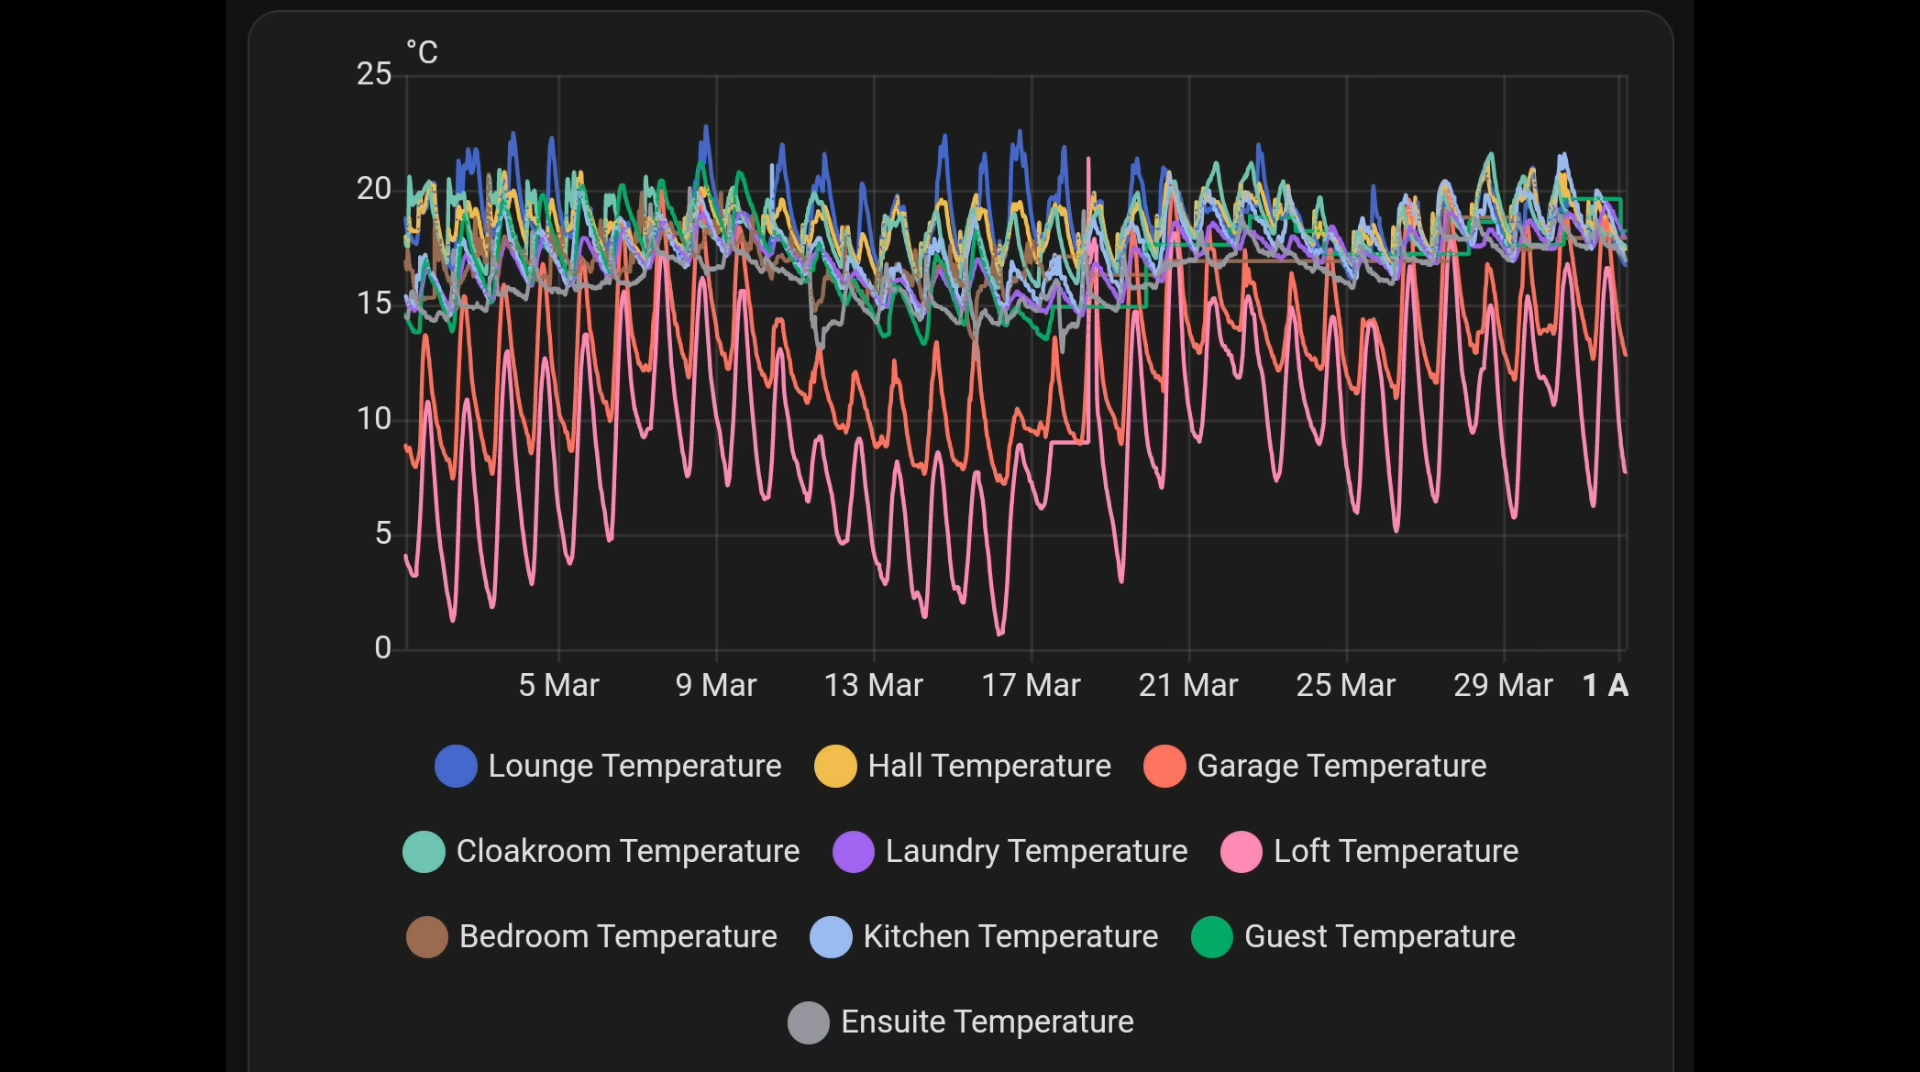 °C
25
20
15
10
5
0
5 Mar 9 Mar 13 Mar 17 Mar 21 Mar 25 Mar 29 Mar 1 A
Lounge Temperature Hall Temperature Garage Temperature
Cloakroom Temperature Laundry Temperature Loft Temperature
Bedroom Temperature Kitchen Temperature Guest Temperature
Ensuite Temperature